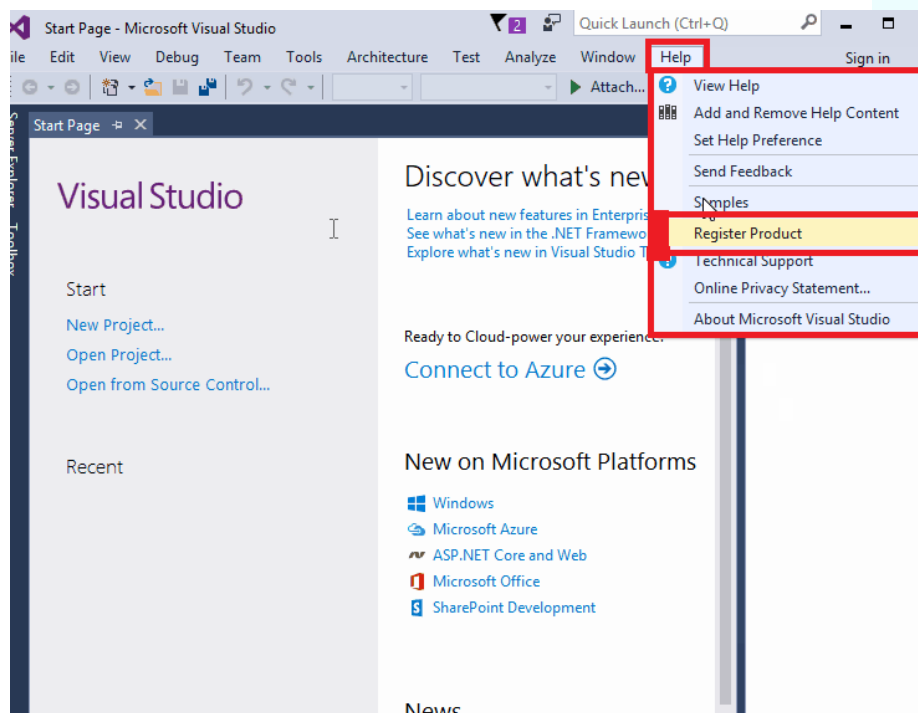 Start Page - Microsoft Visual Studio
2
Quick Launch (Ctrl+Q)
ile Edit View Debug Team Tools Architecture Test Analyze Window Help Sign in
Attach...
Server Explorer
Toolbox
Start Page
Visual Studio
Start
New Project...
Open Project...
Open from Source Control...
Recent
Discover what's new
Learn about new features in Enterpris
See what's new in the .NET Framewo
Explore what's new in Visual Studio T
Ready to Cloud-power your experience?
Connect to Azure
New on Microsoft Platforms
Windows
Microsoft Azure
ASP.NET Core and Web
Microsoft Office
SharePoint Development
News
View Help
Add and Remove Help Content
Set Help Preference
Send Feedback
Samples
Register Product
Technical Support
Online Privacy Statement...
About Microsoft Visual Studio